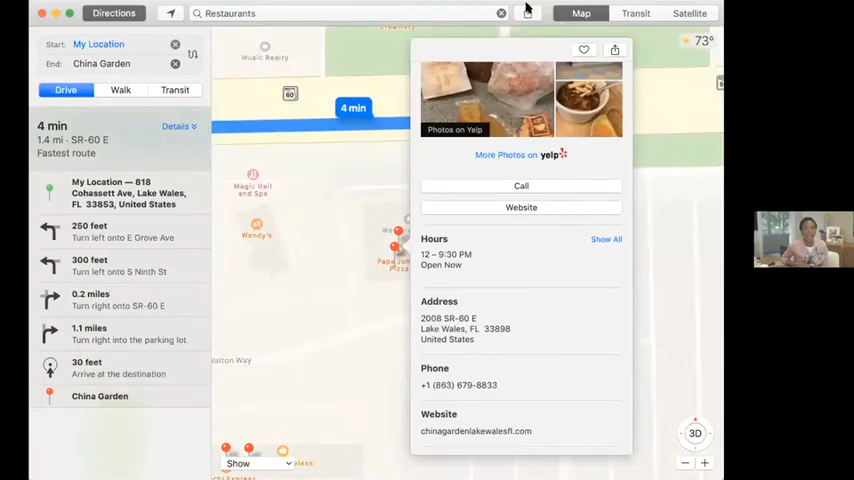 Directions
Restaurants
Map
Transit
Satellite
Start: My Location
End: China Garden
Drive
Walk
Transit
4 min
Details
1.4 mi · SR-60 E
Fastest route
My Location — 818
Cohassett Ave, Lake Wales,
FL 33853, United States
250 feet
Turn left onto E Grove Ave
300 feet
Turn left onto S Ninth St
0.2 miles
Turn right onto SR-60 E
1.1 miles
Turn right into the parking lot
30 feet
Arrive at the destination
China Garden
Music Realty
60
4 min
Magic Nail
and Spa
Wendy's
Pizza
Walton Way
Show
73°
3D
Photos on Yelp
More Photos on yelp
Call
Website
Hours
Show All
12 – 9:30 PM
Open Now
Address
2008 SR-60 E
Lake Wales, FL 33898
United States
Phone
+1 (863) 679-8833
Website
chinagardenlakewalesfl.com